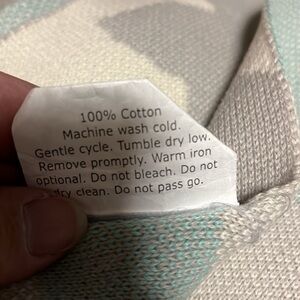 100% Cotton
Machine wash cold.
Gentle cycle. Tumble dry low.
Remove promptly. Warm iron
optional. Do not bleach. Do not
dry clean. Do not pass go.